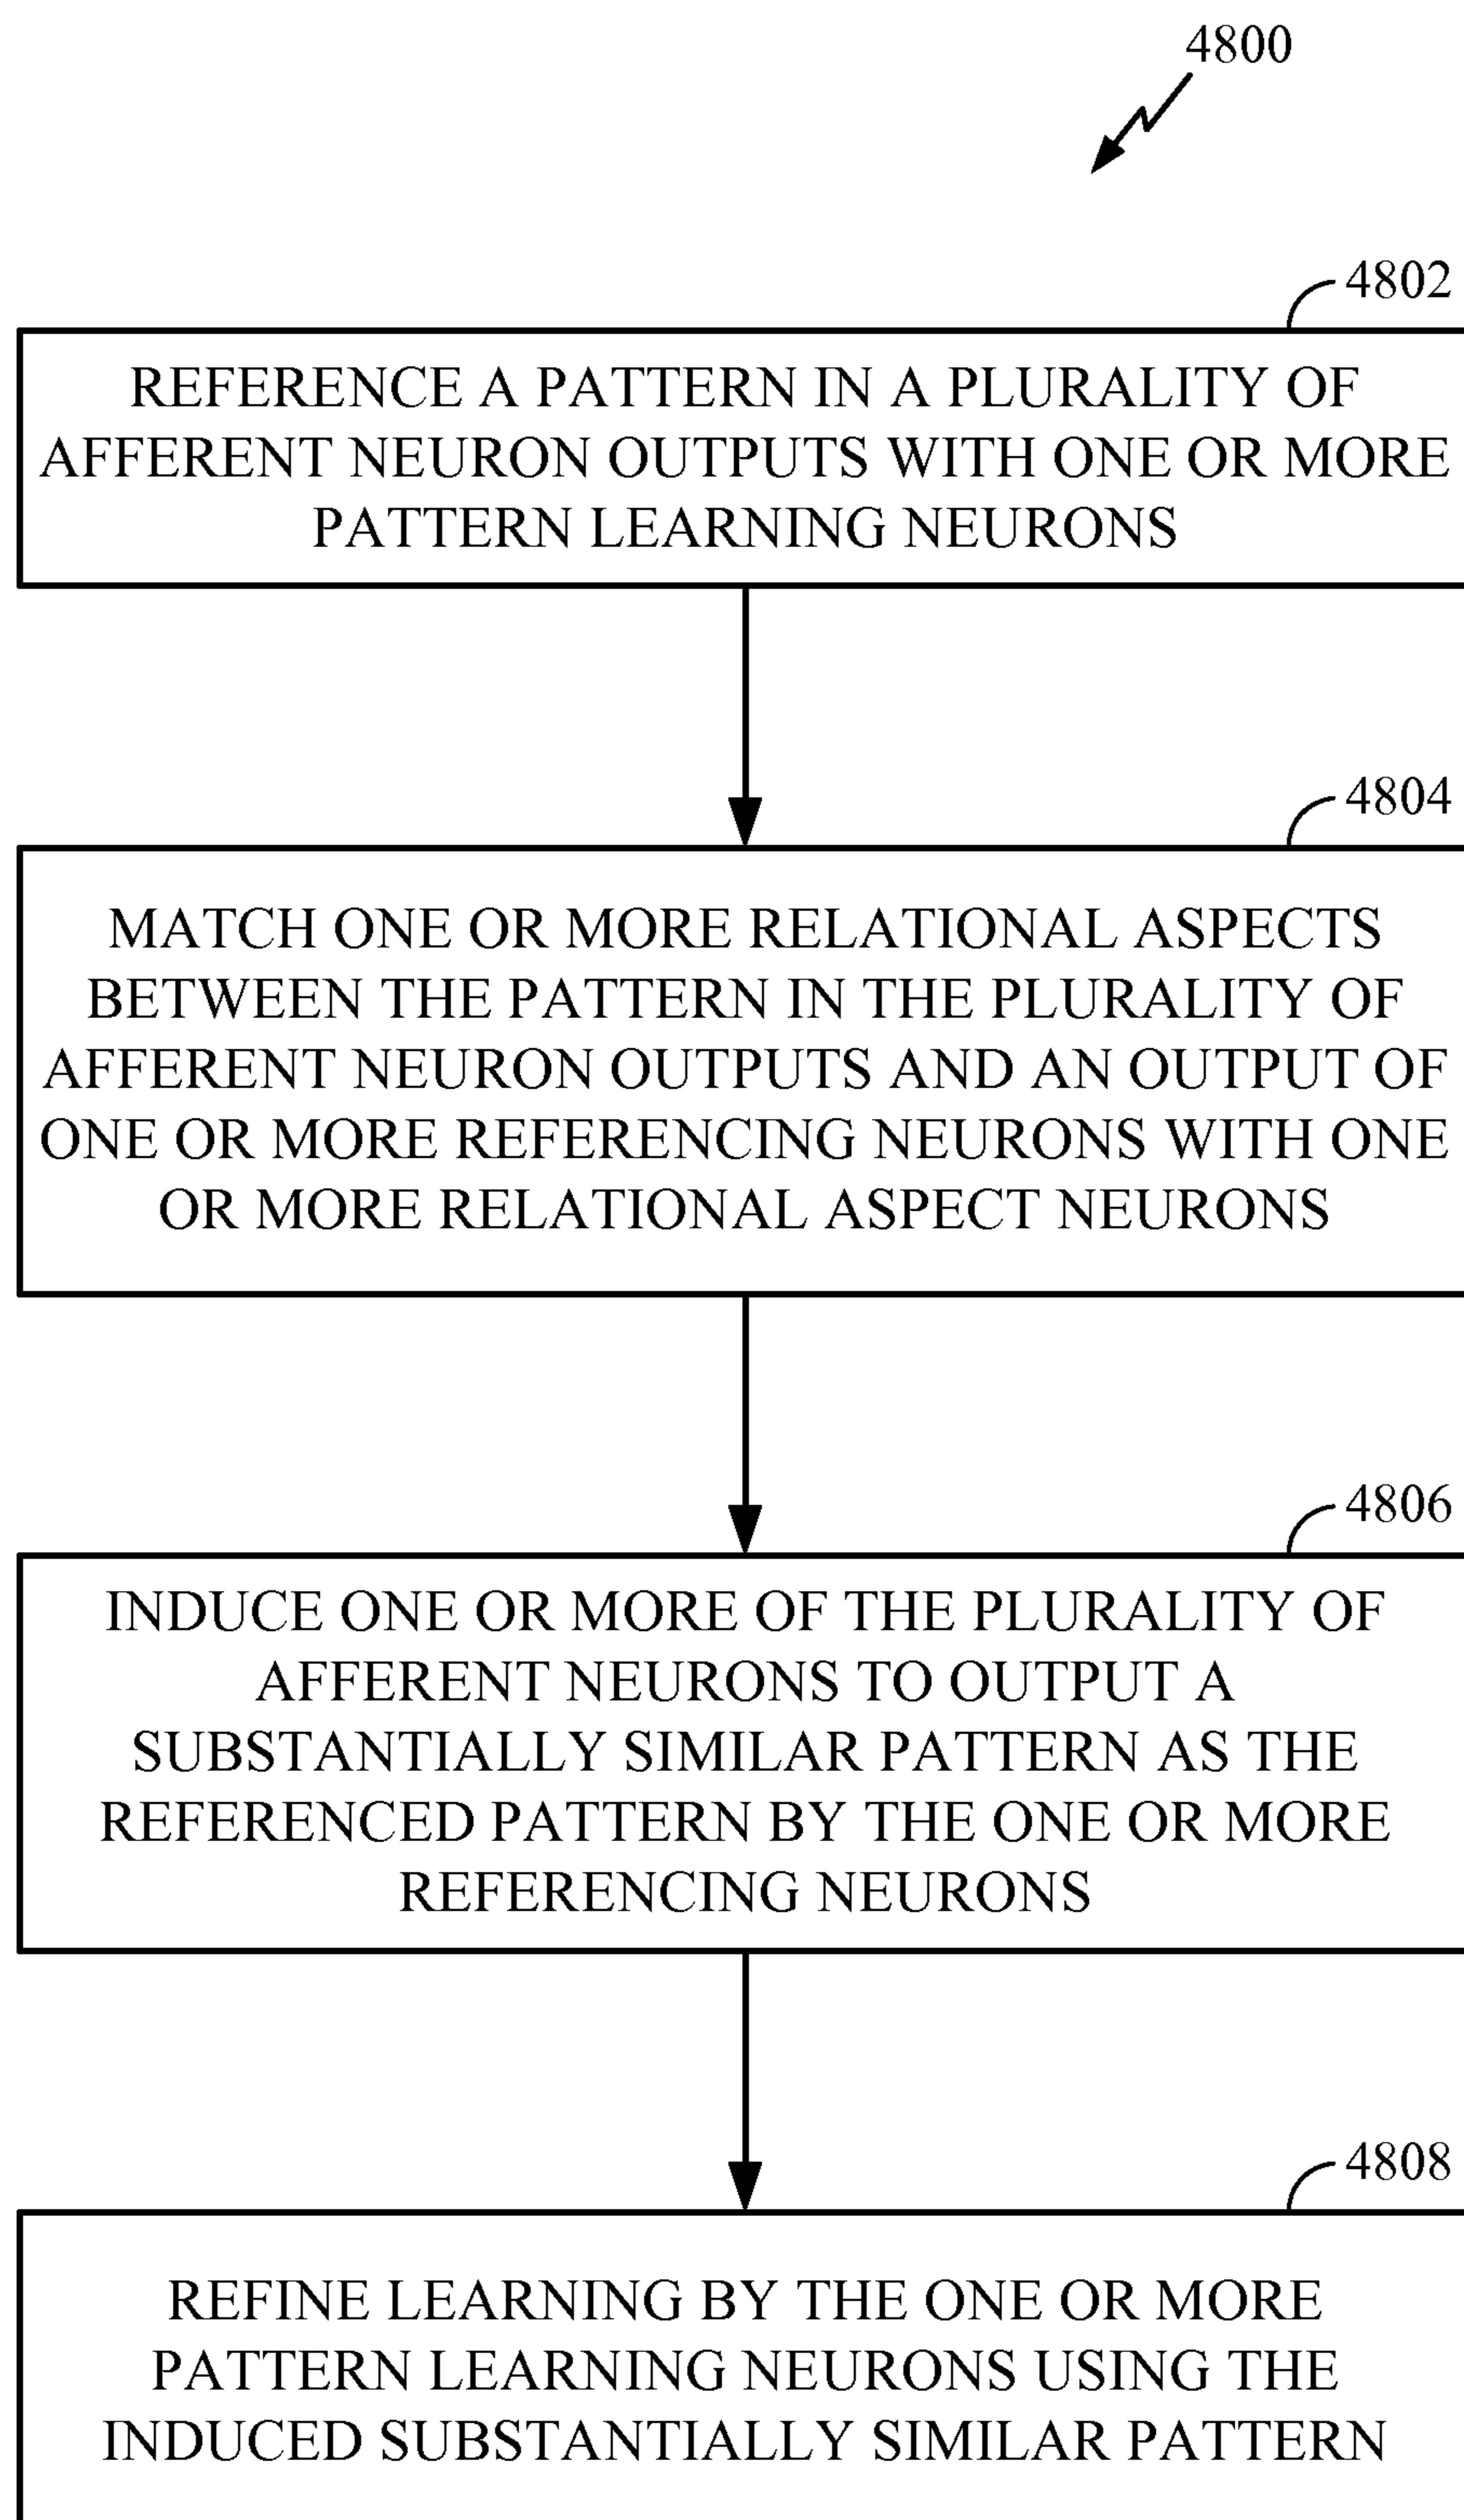 4800
4802
REFERENCE A PATTERN IN A PLURALITY OF
AFFERENT NEURON OUTPUTS WITH ONE OR MORE
PATTERN LEARNING NEURONS
4804
MATCH ONE OR MORE RELATIONAL ASPECTS
BETWEEN THE PATTERN IN THE PLURALITY OF
AFFERENT NEURON OUTPUTS AND AN OUTPUT OF
ONE OR MORE REFERENCING NEURONS WITH ONE
OR MORE RELATIONAL ASPECT NEURONS
4806
INDUCE ONE OR MORE OF THE PLURALITY OF
AFFERENT NEURONS TO OUTPUT A
SUBSTANTIALLY SIMILAR PATTERN AS THE
REFERENCED PATTERN BY THE ONE OR MORE
REFERENCING NEURONS
4808
REFINE LEARNING BY THE ONE OR MORE
PATTERN LEARNING NEURONS USING THE
INDUCED SUBSTANTIALLY SIMILAR PATTERN